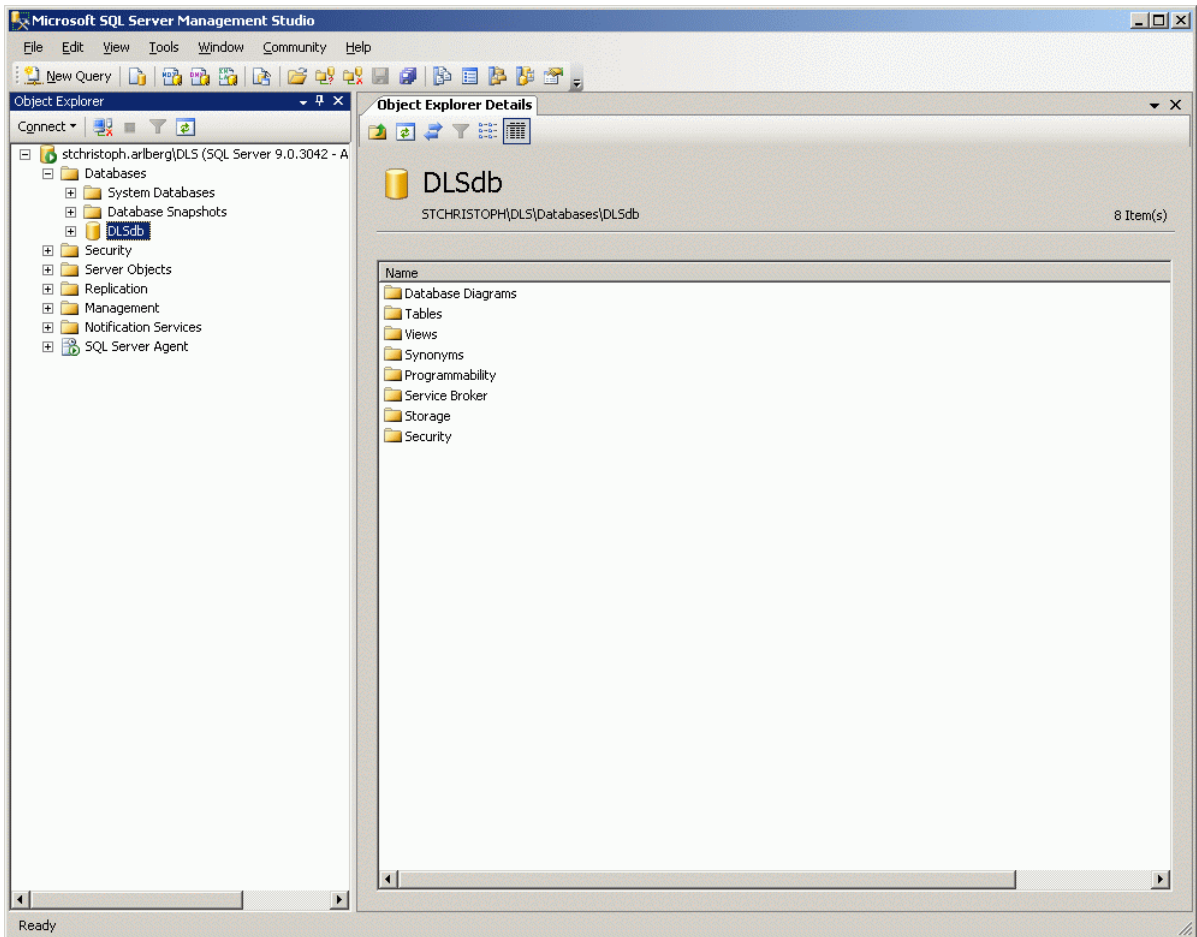 Microsoft SQL Server Management Studio
File Edit View Tools Window Community Help
New Query
Object Explorer
Connect
stchristoph.arlberg\DLS (SQL Server 9.0.3042 - A
Databases
System Databases
Database Snapshots
DLSdb
Security
Server Objects
Replication
Management
Notification Services
SQL Server Agent
Object Explorer Details
DLSdb
STCHRISTOPH\DLS\Databases\DLSdb
8 Item(s)
Name
Database Diagrams
Tables
Views
Synonyms
Programmability
Service Broker
Storage
Security
Ready